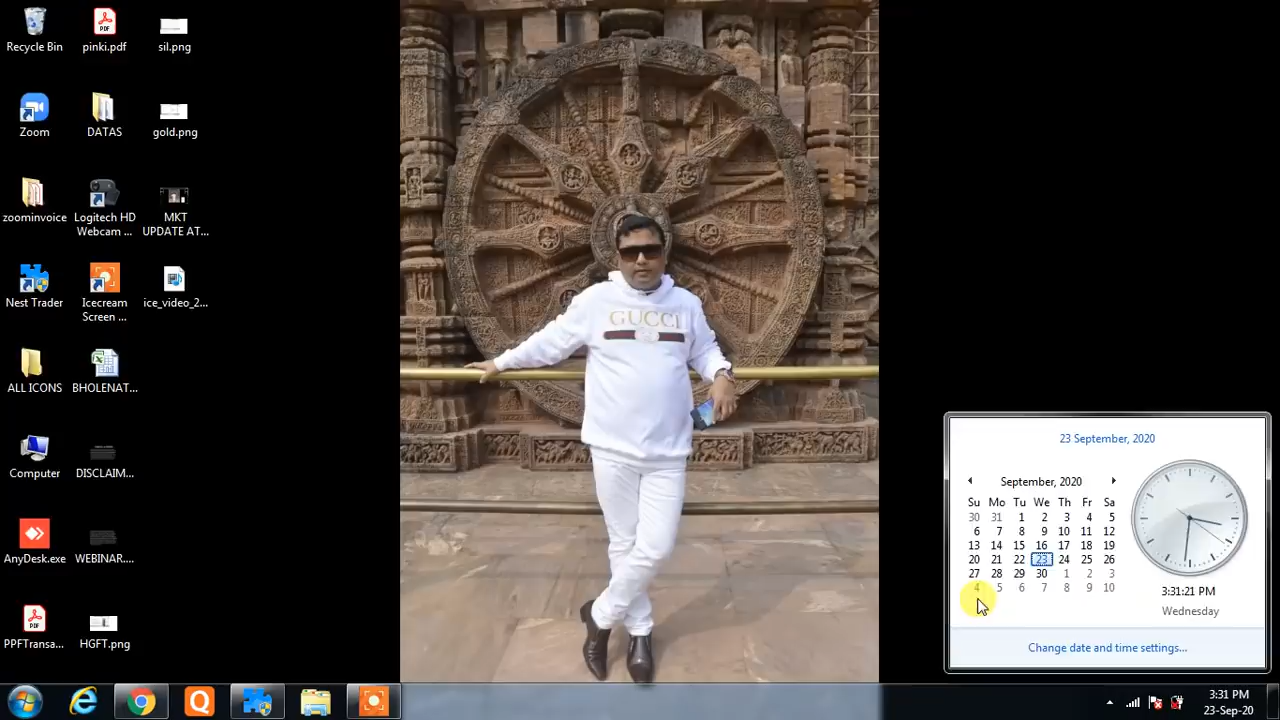 Recycle Bin
pinki.pdf
sil.png
Zoom
DATAS
gold.png
zoominvoice
Logitech HD
Webcam ...
MKT
UPDATE AT...
Nest Trader
Icecream
Screen ...
ice_video_2...
ALL ICONS
BHOLENAT...
Computer
DISCLAIM...
AnyDesk.exe
WEBINAR....
PPFTransa...
HGFT.png
GUCCI
23 September, 2020
September, 2020
Su Mo Tu We Th Fr Sa
30 31 1 2 3 4 5
6 7 8 9 10 11 12
13 14 15 16 17 18 19
20 21 22 23 24 25 26
27 28 29 30 1 2 3
4 5 6 7 8 9 10
3:31:21 PM
Wednesday
Change date and time settings...
3:31 PM
23-Sep-20